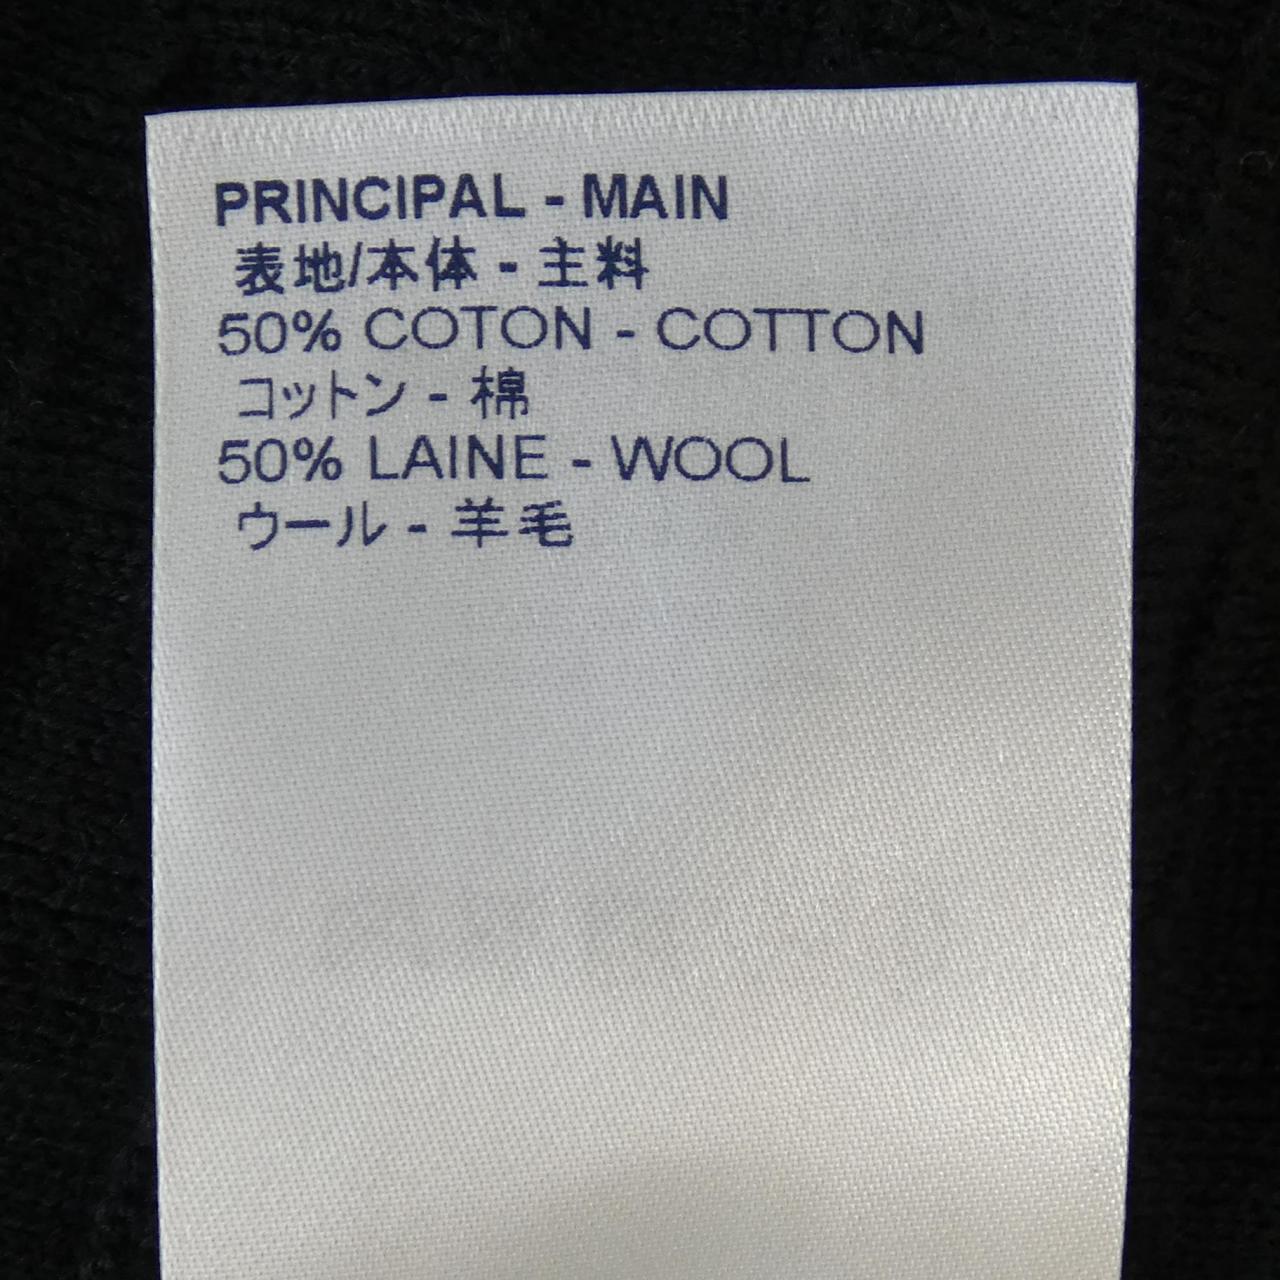 PRINCIPAL - MAIN
表地/本体 - 主料
50% COTON - COTTON
コットン - 棉
50% LAINE - WOOL
ウール - 羊毛